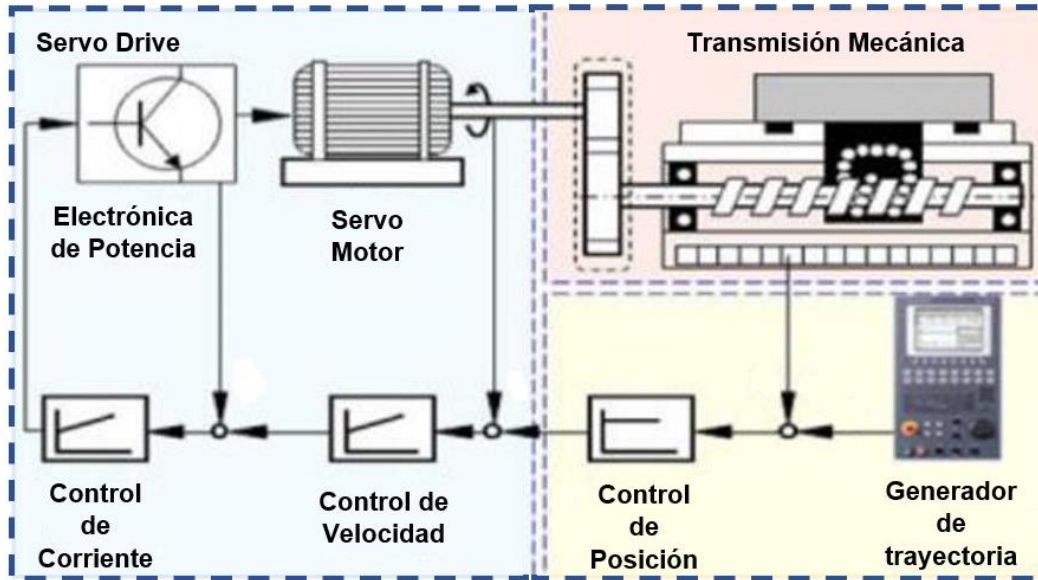 Servo Drive
Transmisión Mecánica
Electrónica
de Potencia
Servo
Motor
Control
de
Corriente
Control de
Velocidad
Control
de
Posición
Generador
de
trayectoria